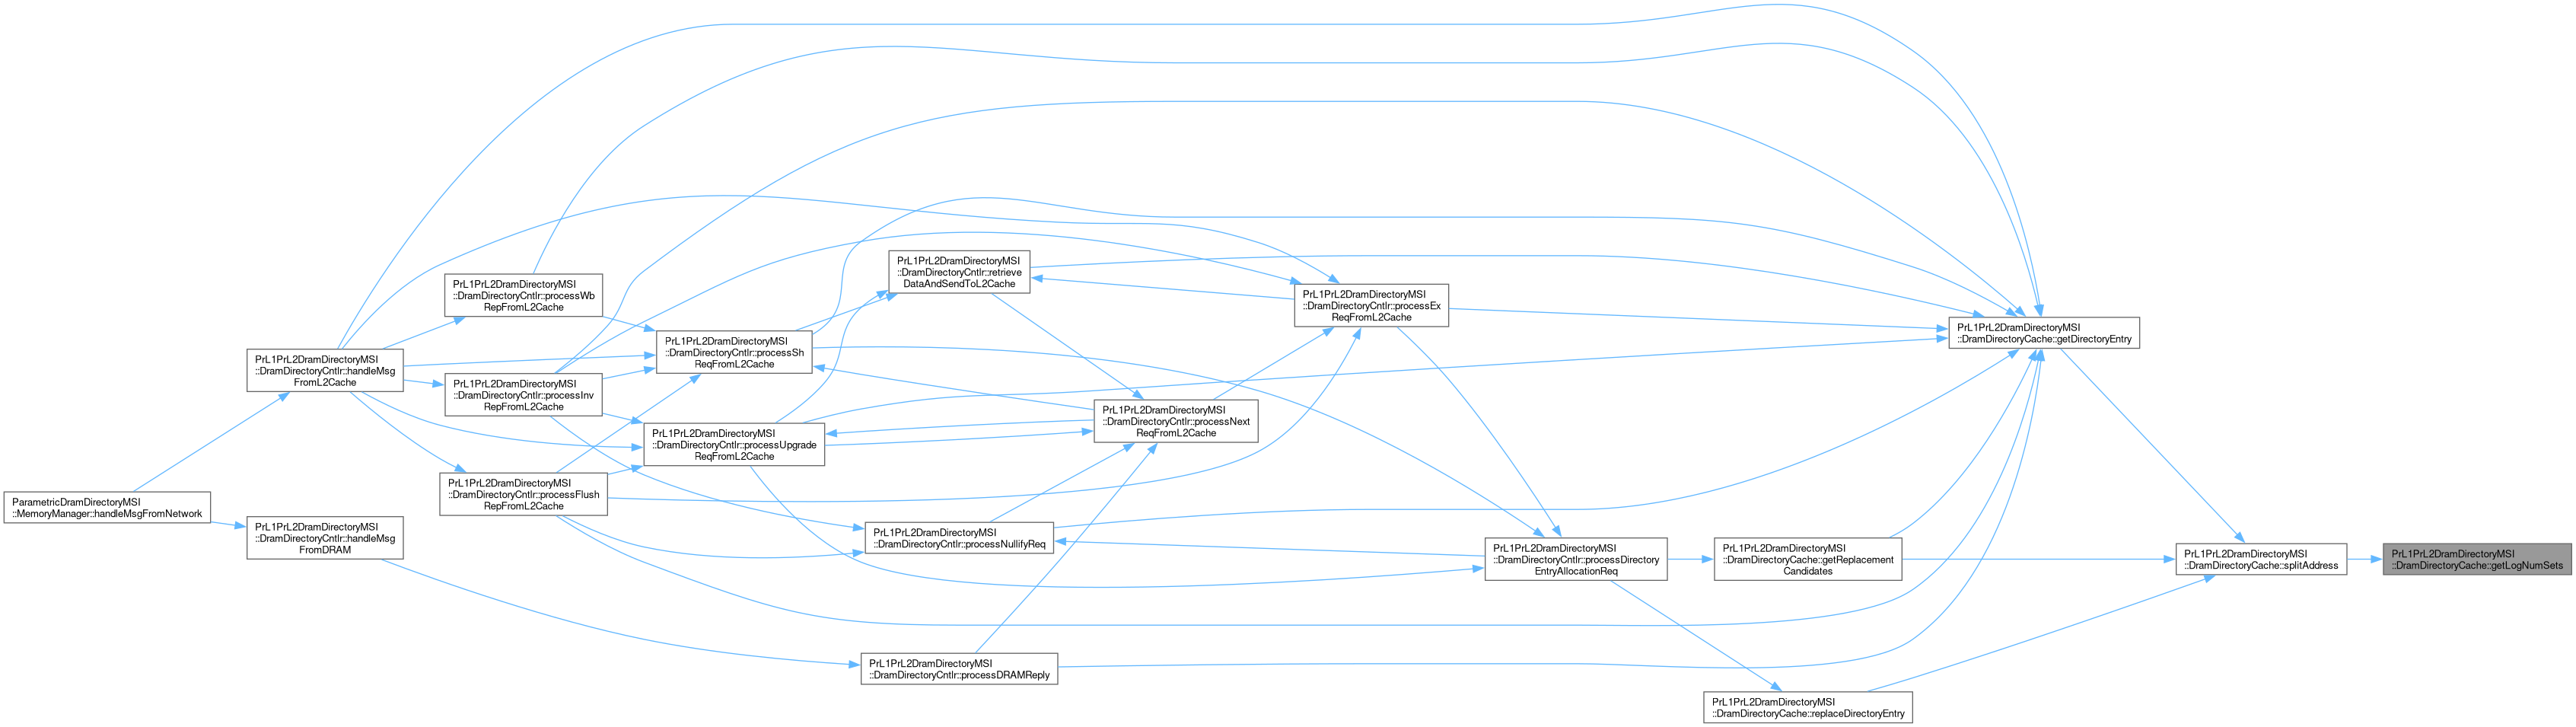 PrL1PrL2DramDirectoryMSI
::DramDirectoryCntlr::retrieve
DataAndSendToL2Cache
PrL1PrL2DramDirectoryMSI
::DramDirectoryCntlr::processWb
RepFromL2Cache
PrL1PrL2DramDirectoryMSI
::DramDirectoryCntlr::processEx
ReqFromL2Cache
PrL1PrL2DramDirectoryMSI
::DramDirectoryCache::getDirectoryEntry
PrL1PrL2DramDirectoryMSI
::DramDirectoryCntlr::processSh
ReqFromL2Cache
PrL1PrL2DramDirectoryMSI
::DramDirectoryCntlr::handleMsg
FromL2Cache
PrL1PrL2DramDirectoryMSI
::DramDirectoryCntlr::processInv
RepFromL2Cache
PrL1PrL2DramDirectoryMSI
::DramDirectoryCntlr::processNext
ReqFromL2Cache
PrL1PrL2DramDirectoryMSI
::DramDirectoryCntlr::processUpgrade
ReqFromL2Cache
PrL1PrL2DramDirectoryMSI
::DramDirectoryCntlr::processFlush
RepFromL2Cache
ParametricDramDirectoryMSI
::MemoryManager::handleMsgFromNetwork
PrL1PrL2DramDirectoryMSI
::DramDirectoryCntlr::handleMsg
FromDRAM
PrL1PrL2DramDirectoryMSI
::DramDirectoryCntlr::processNullifyReq
PrL1PrL2DramDirectoryMSI
::DramDirectoryCntlr::processDirectory
EntryAllocationReq
PrL1PrL2DramDirectoryMSI
::DramDirectoryCache::getReplacement
Candidates
PrL1PrL2DramDirectoryMSI
::DramDirectoryCache::splitAddress
PrL1PrL2DramDirectoryMSI
::DramDirectoryCache::getLogNumSets
PrL1PrL2DramDirectoryMSI
::DramDirectoryCntlr::processDRAMReply
PrL1PrL2DramDirectoryMSI
::DramDirectoryCache::replaceDirectoryEntry